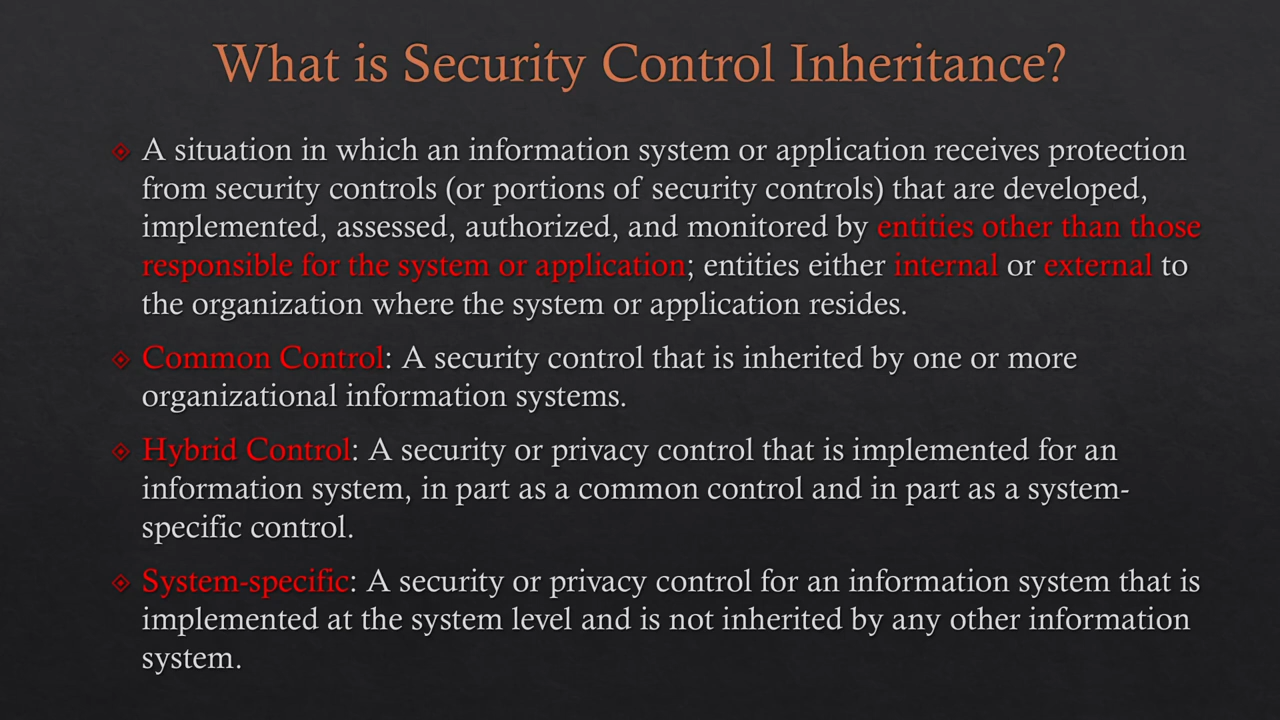 What is Security Control Inheritance?
A situation in which an information system or application receives protection
from security controls (or portions of security controls) that are developed,
implemented, assessed, authorized, and monitored by entities other than those
responsible for the system or application; entities either internal or external to
the organization where the system or application resides.
Common Control: A security control that is inherited by one or more
organizational information systems.
Hybrid Control: A security or privacy control that is implemented for an
information system, in part as a common control and in part as a system-
specific control.
System-specific: A security or privacy control for an information system that is
implemented at the system level and is not inherited by any other information
system.